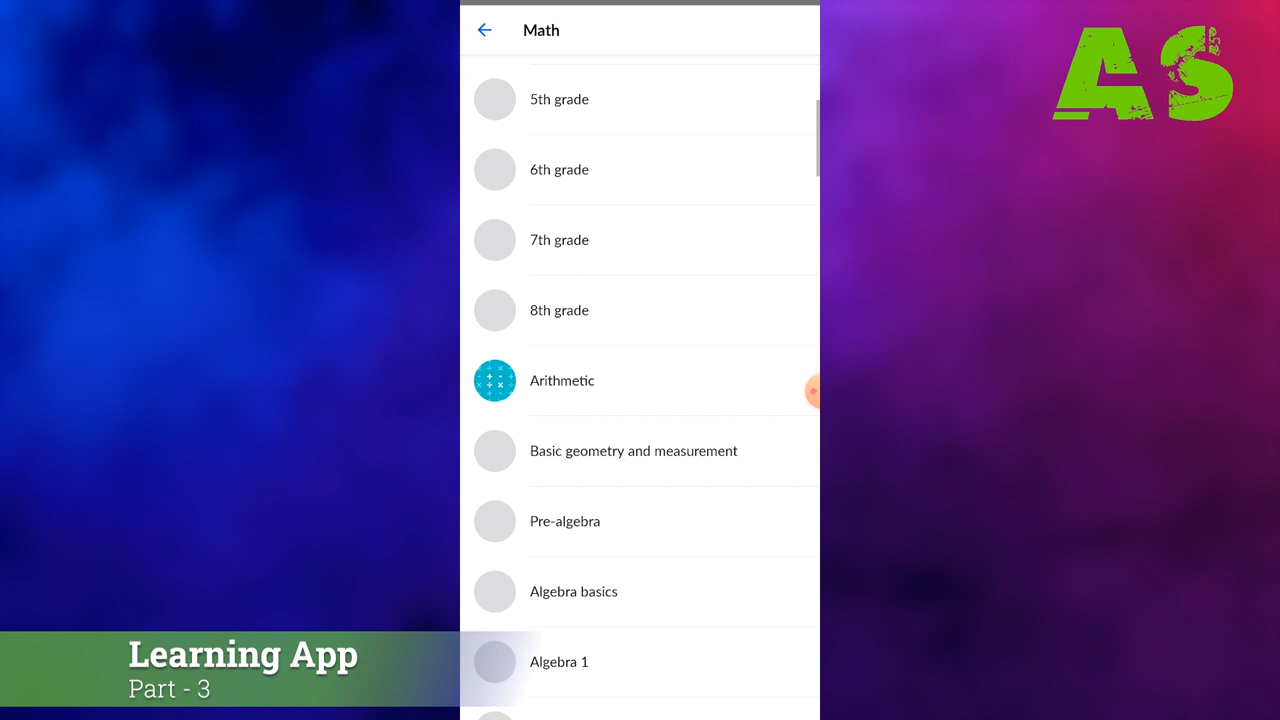 Math
AS
5th grade
6th grade
7th grade
8th grade
Arithmetic
Basic geometry and measurement
Pre-algebra
Algebra basics
Algebra 1
Learning App
Part - 3